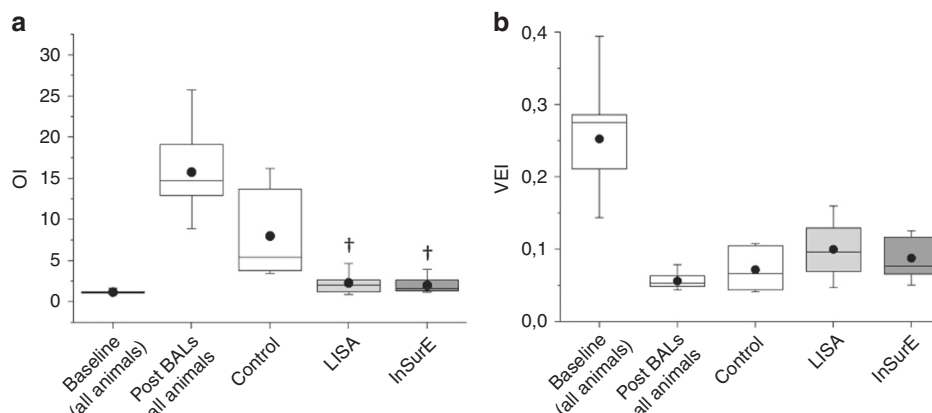 a
30
25
20
15
10
5
0
OI
†
†
Baseline
(all animals)
Post BALs
all animals
Control
LISA
InSurE
b
0,4
0,3
0,2
0,1
0,0
VEI
Baseline
(all animals)
Post BALs
all animals
Control
LISA
InSurE